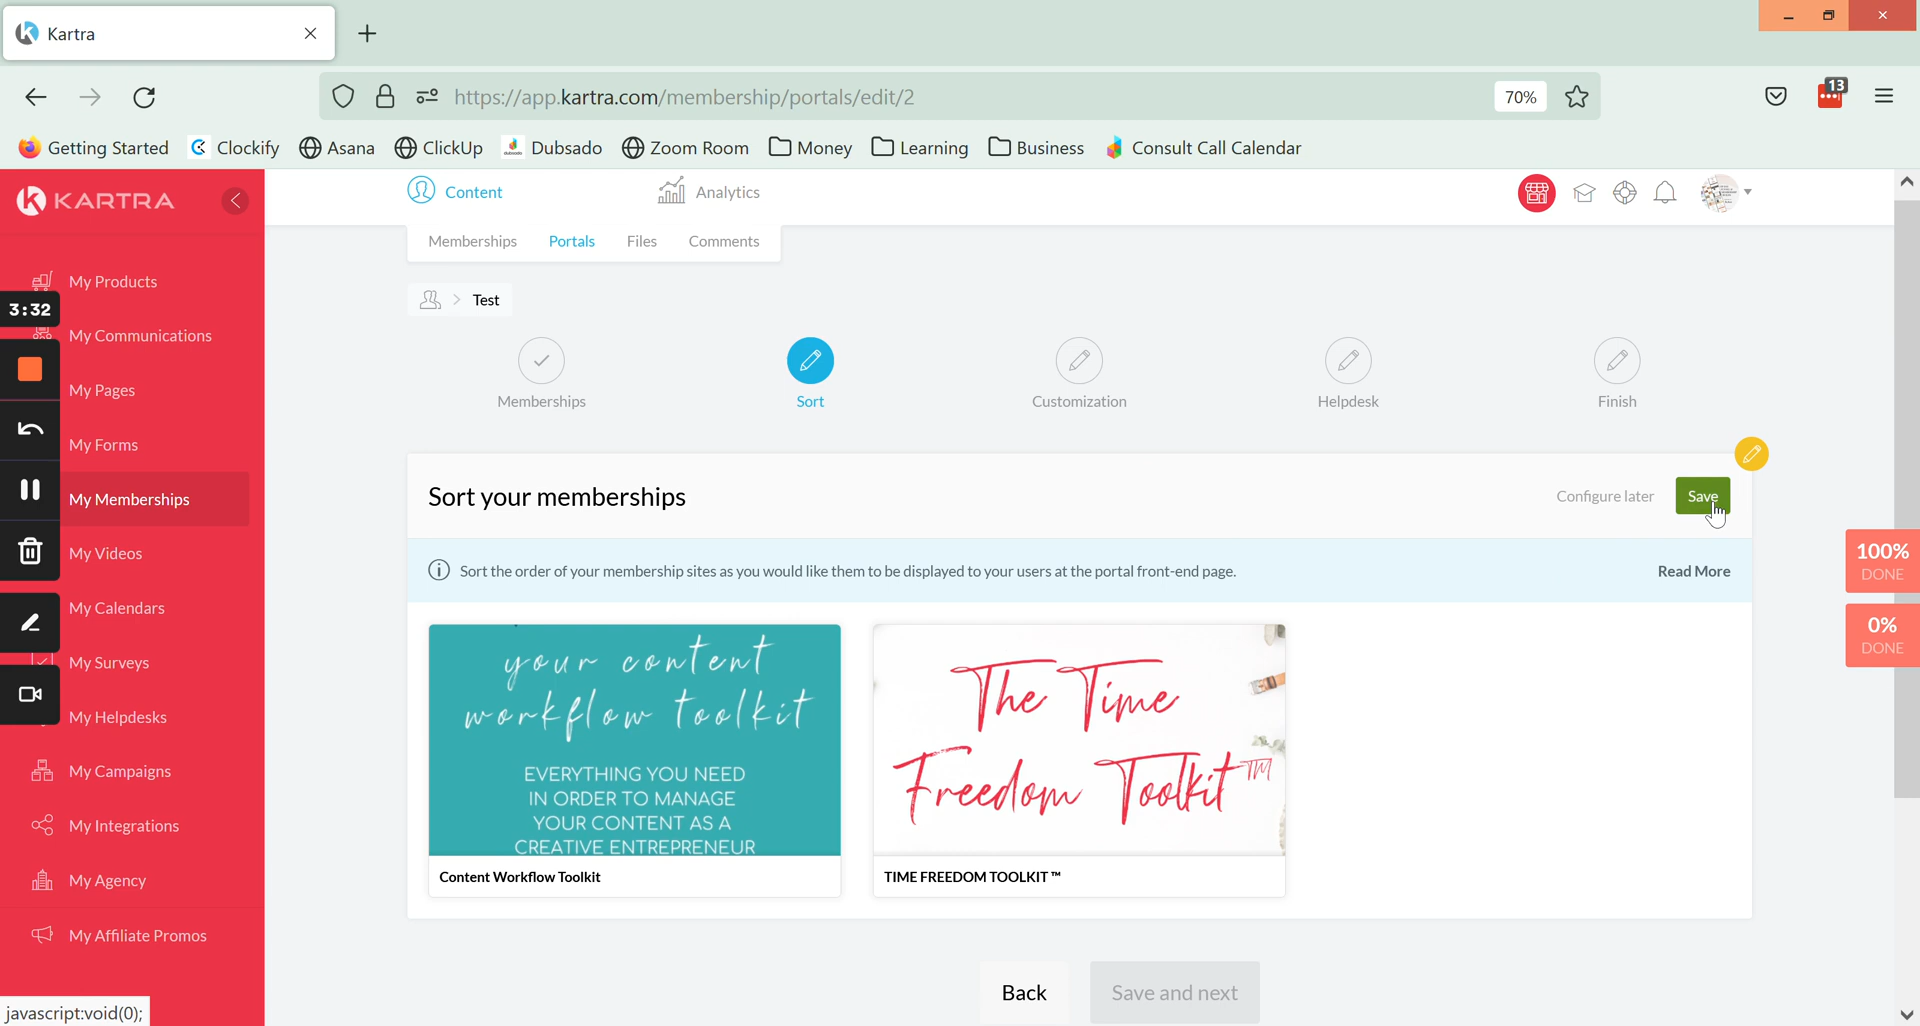 Kartra
https://app.kartra.com/membership/portals/edit/2
70%
13
Getting Started
Clockify
Asana
ClickUp
Dubsado
Zoom Room
Money
Learning
Business
Consult Call Calendar
KARTRA
Content
Analytics
Memberships
Portals
Files
Comments
My Products
3:32
My Communications
My Pages
My Forms
My Memberships
My Videos
My Calendars
My Surveys
My Helpdesks
My Campaigns
My Integrations
My Agency
My Affiliate Promos
Test
Memberships
Sort
Customization
Helpdesk
Finish
Sort your memberships
Configure later
Save
Sort the order of your membership sites as you would like them to be displayed to your users at the portal front-end page.
Read More
100%
DONE
0%
DONE
your content
workflow toolkit
EVERYTHING YOU NEED
IN ORDER TO MANAGE
YOUR CONTENT AS A
CREATIVE ENTREPRENEUR
Content Workflow Toolkit
The Time
Freedom Toolkit™
TIME FREEDOM TOOLKIT ™
Back
Save and next
javascript:void(0);